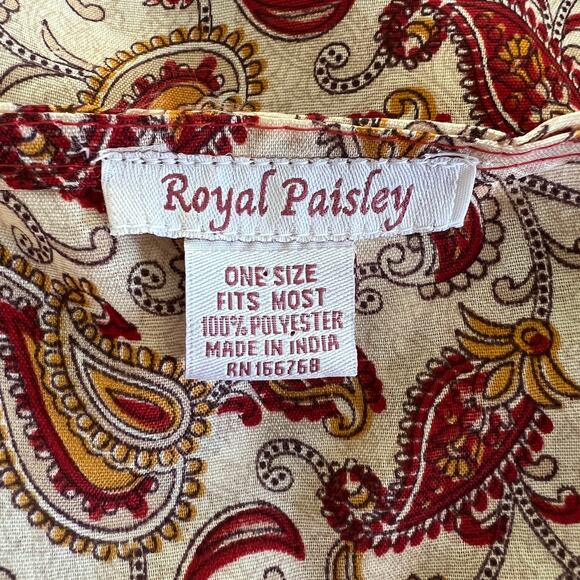 Royal Paisley
ONE SIZE
FITS MOST
100% POLYESTER
MADE IN INDIA
RN166768